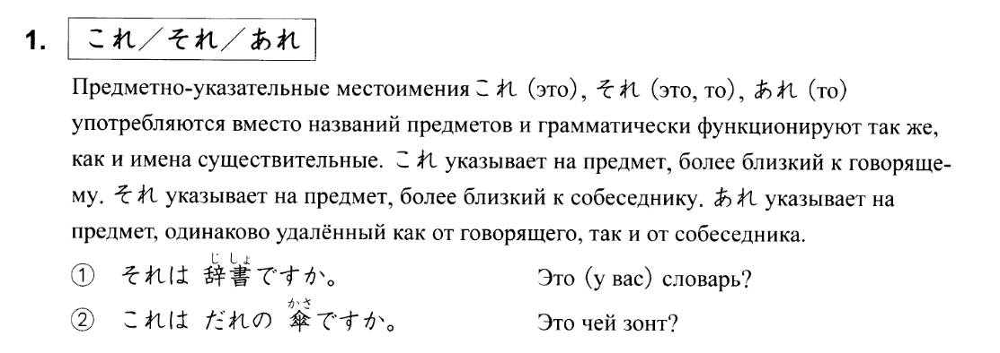 1. これ／それ／あれ
Предметно-указательные местоимения これ (это), それ (это, то), あれ (то)
употребляются вместо названий предметов и грамматически функционируют так же,
как и имена существительные. これ указывает на предмет, более близкий к говоряще-
му. それ указывает на предмет, более близкий к собеседнику. あれ указывает на
предмет, одинаково удалённый как от говорящего, так и от собеседника.
じ しょ
① それは 辞書ですか。 Это (у вас) словарь?
かさ
② これは だれの 傘ですか。 Это чей зонт?